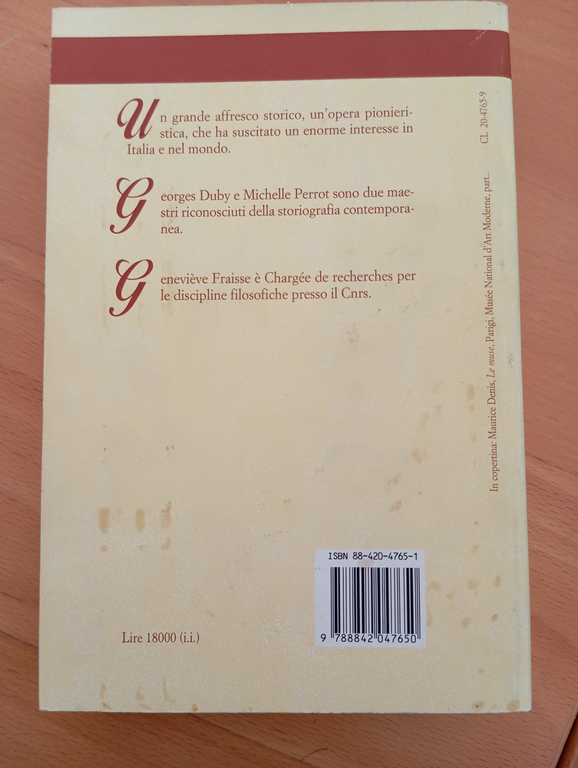 Un grande affresco storico, un'opera pionieri-
stica, che ha suscitato un enorme interesse in
Italia e nel mondo.
Georges Duby e Michelle Perrot sono due mae-
stri riconosciuti della storiografia contempora-
nea.
Geneviève Fraisse è Chargée de recherches per
le discipline filosofiche presso il Cnrs.
In copertina: Maurice Denis, Le muse, Parigi, Musée National d'Art Moderne, part.
CL 20-4765-9
ISBN 88-420-4765-1
9 788842 047650
Lire 18000 (i.i.)